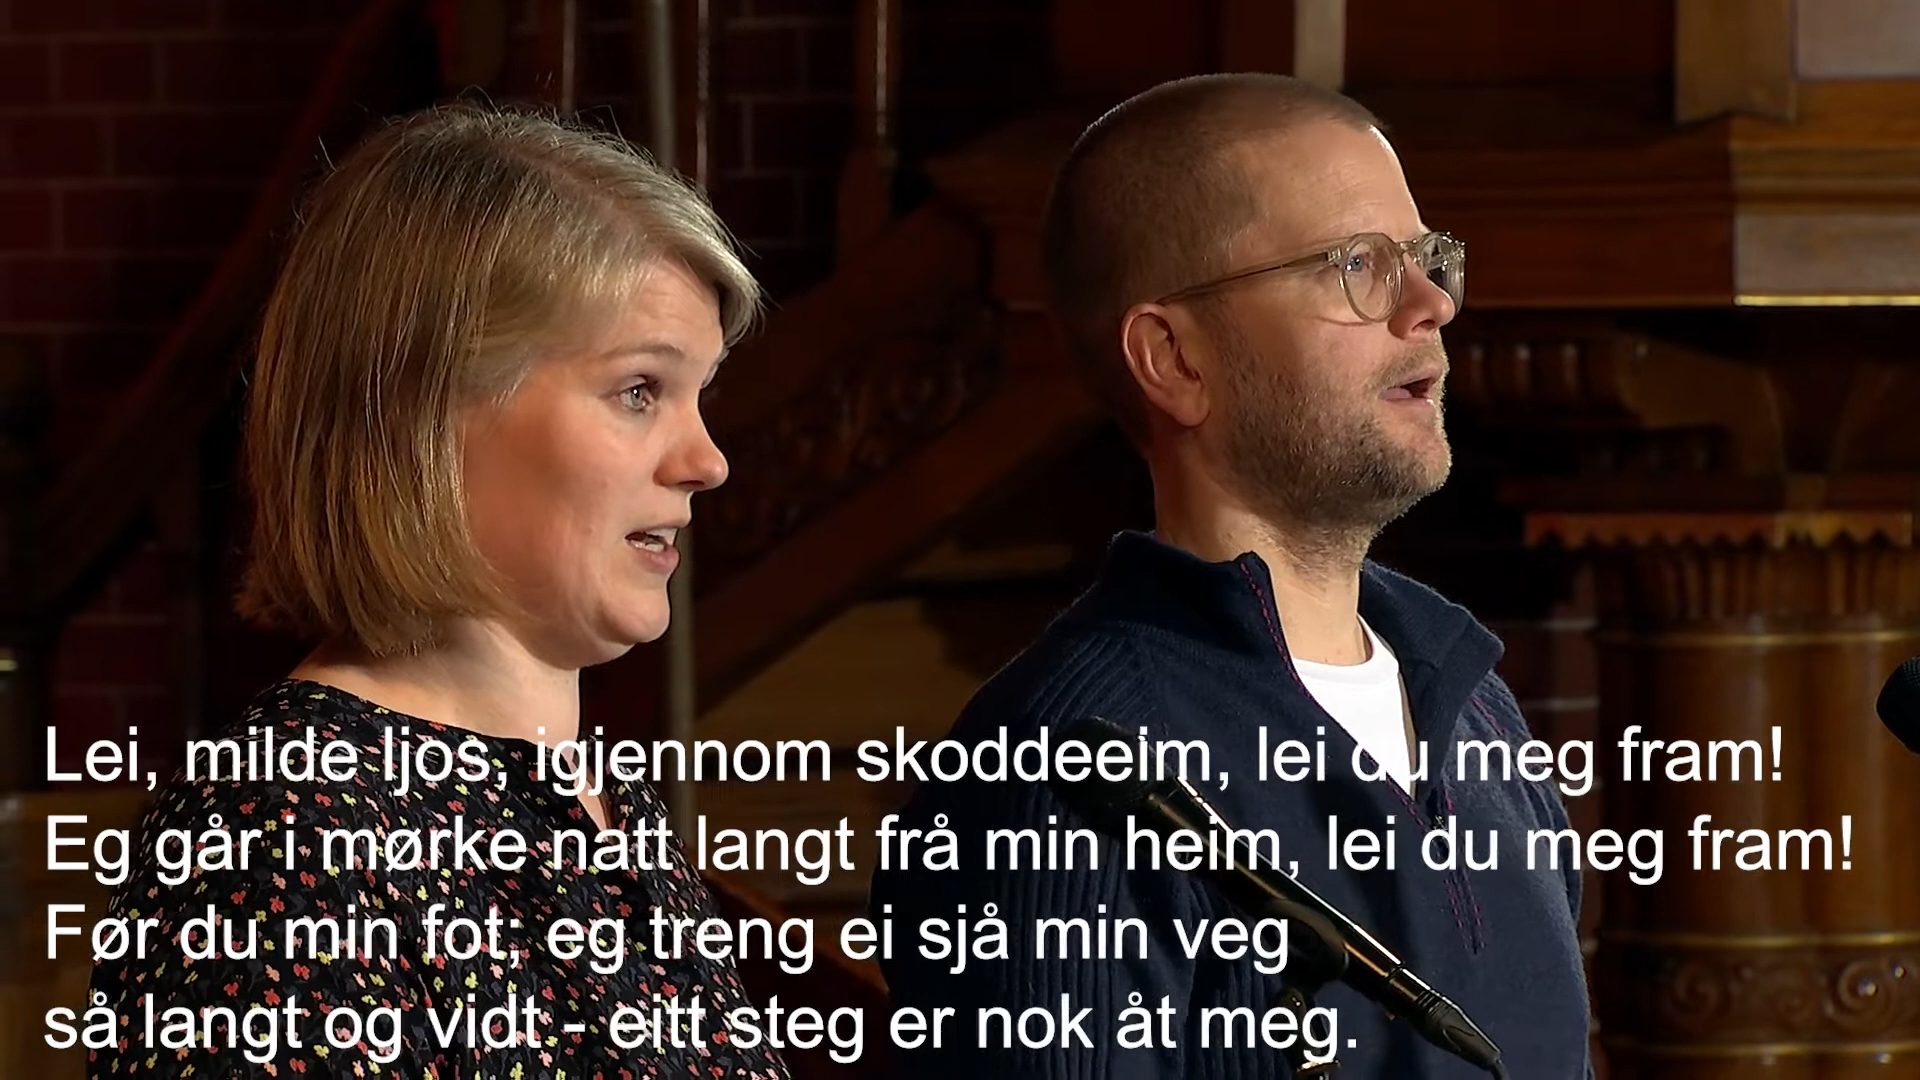 Lei, milde ljos, igjennom skoddeeim, lei du meg fram!
Eg går i mørke natt langt frå min heim, lei du meg fram!
Før du min fot; eg treng ei sjå min veg
så langt og vidt - eitt steg er nok åt meg.